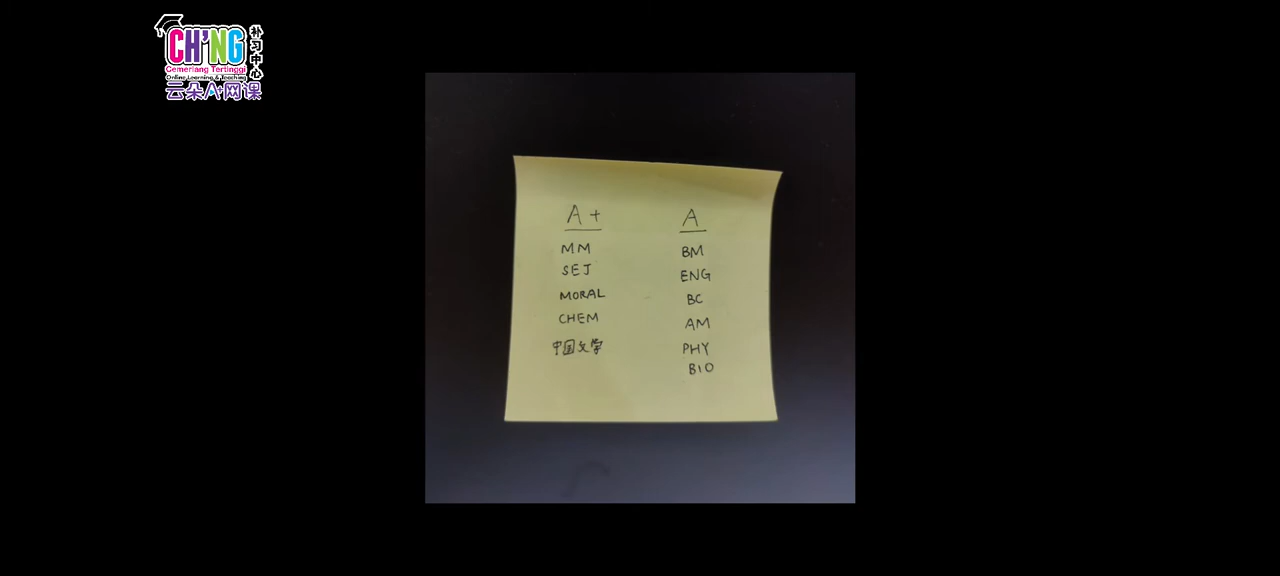 CH'NG
补习中心
Cemerlang Tertinggi
Online Learning & Teaching
云朵A+网课
A+
MM
SEJ
MORAL
CHEM
中国文学
A
BM
ENG
BC
AM
PHY
BIO